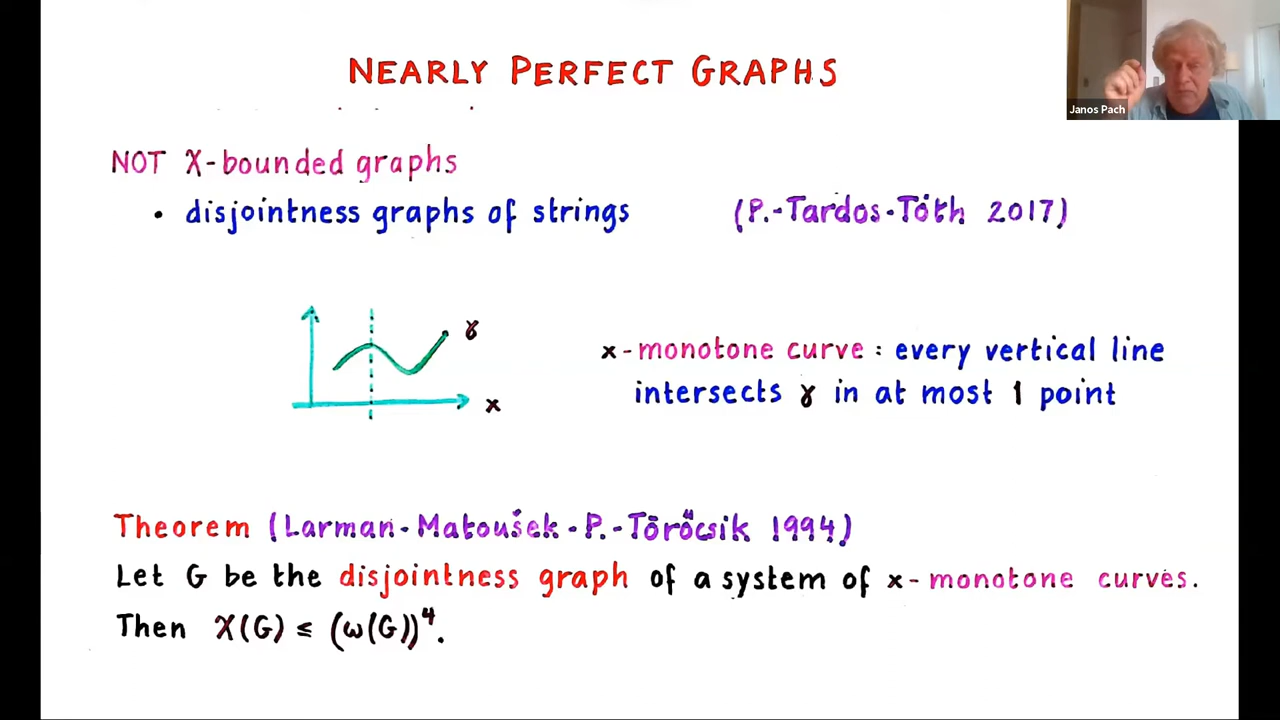 NEARLY PERFECT GRAPHS
Janos Pach
NOT χ-bounded graphs
• disjointness graphs of strings (P.-Tardos-Tóth 2017)
γ
x
x-monotone curve : every vertical line
intersects γ in at most 1 point
Theorem (Larman-Matoušek-P.-Törőcsik 1994)
Let G be the disjointness graph of a system of x-monotone curves.
Then χ(G) ≤ (ω(G))⁴.